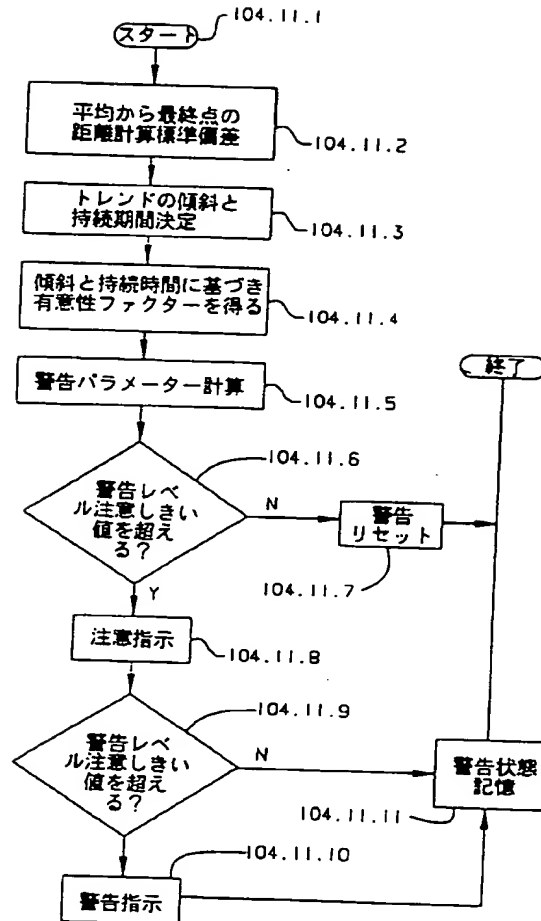 104.11.1
スタート
平均から最終点の
距離計算標準偏差
104.11.2
トレンドの傾斜と
持続期間決定
104.11.3
傾斜と持続時間に基づき
有意性ファクターを得る
104.11.4
警告パラメーター計算
104.11.5
終了
104.11.6
警告レベ
ル注意しきい
値を超え
る?
N
警告
リセット
104.11.7
Y
注意指示
104.11.8
104.11.9
警告レベ
ル注意しきい
値を超え
る?
N
警告状態
記憶
104.11.11
104.11.10
警告指示